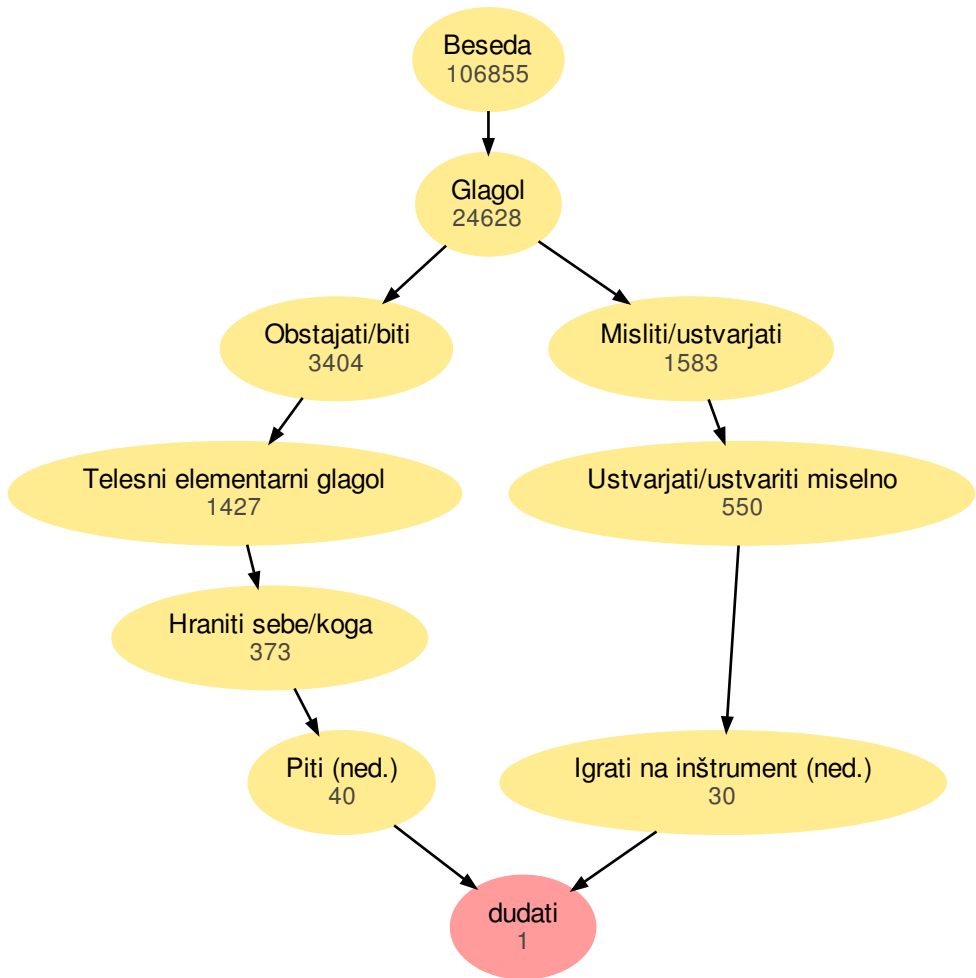 Beseda
106855
Glagol
24628
Obstajati/biti
3404
Misliti/ustvarjati
1583
Telesni elementarni glagol
1427
Ustvarjati/ustvariti miselno
550
Hraniti sebe/koga
373
Piti (ned.)
40
Igrati na inštrument (ned.)
30
dudati
1